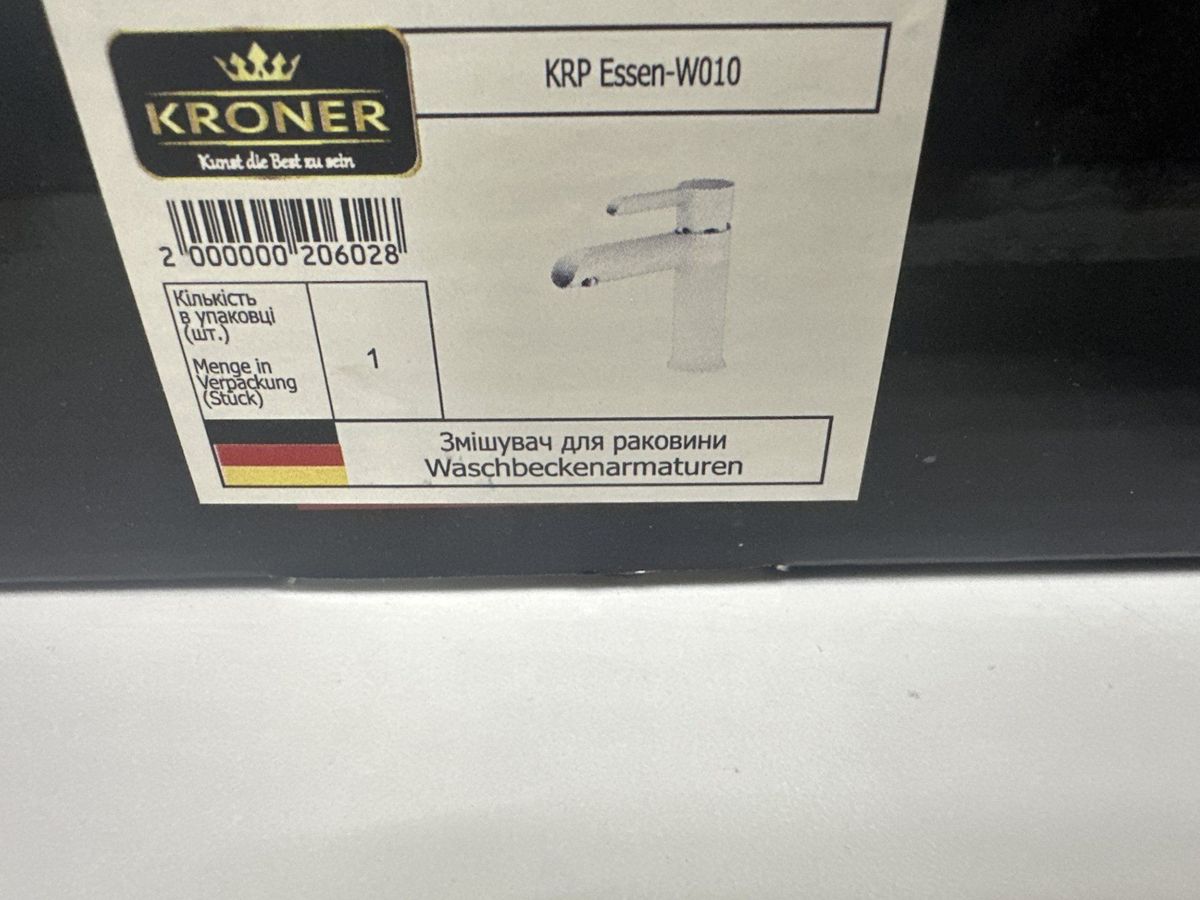 KRONER
Kunst die Best zu sein
KRP Essen-W010
2 000000 206028
Кількість
в упаковці
(шт.)
Menge in
Verpackung
(Stück)
1
Змішувач для раковини
Waschbeckenarmaturen